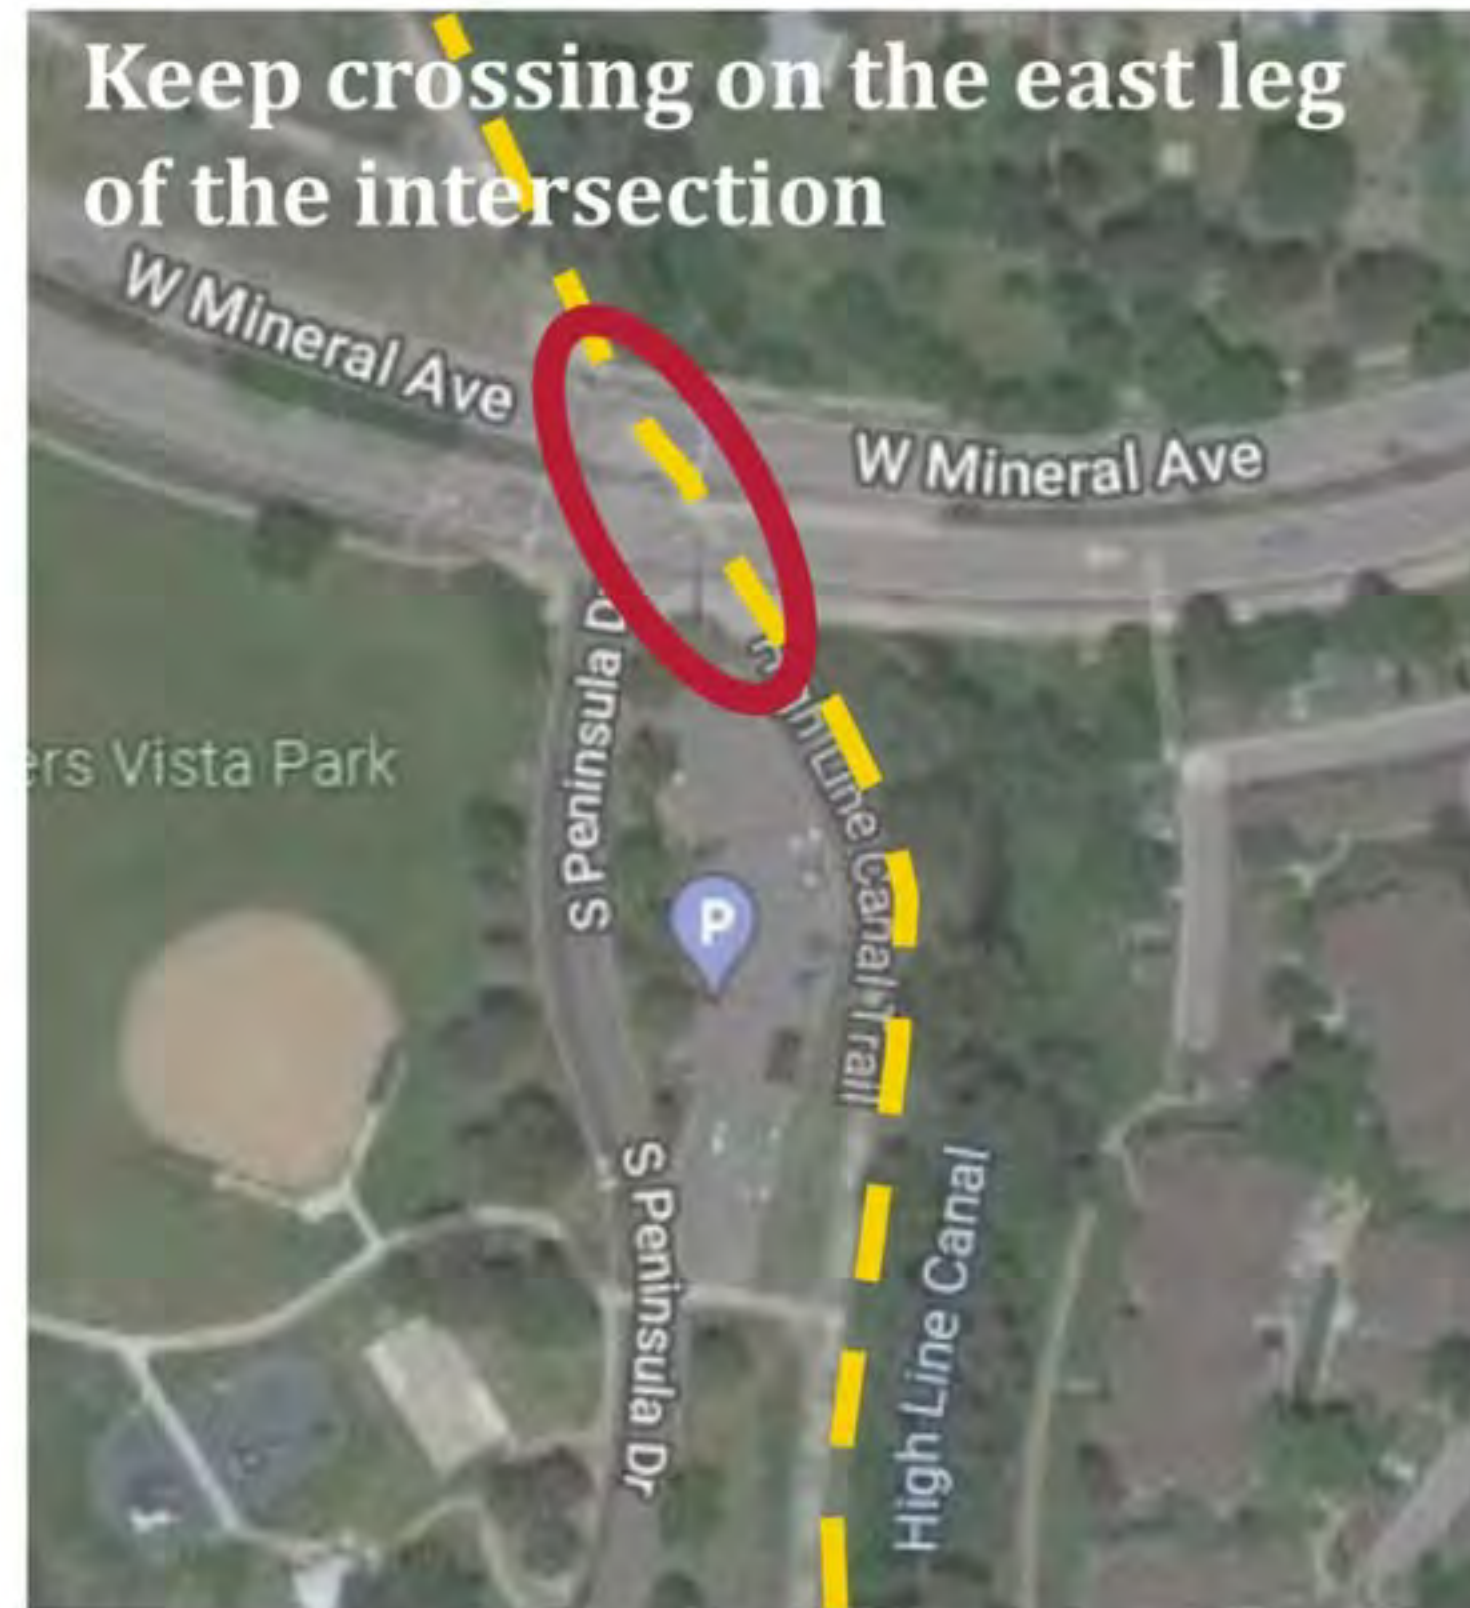 Keep crossing on the east leg
of the intersection
W Mineral Ave
W Mineral Ave
S Peninsula D
ers Vista Park
Line Canal Trail
P
S Peninsula Dr
High Line Canal